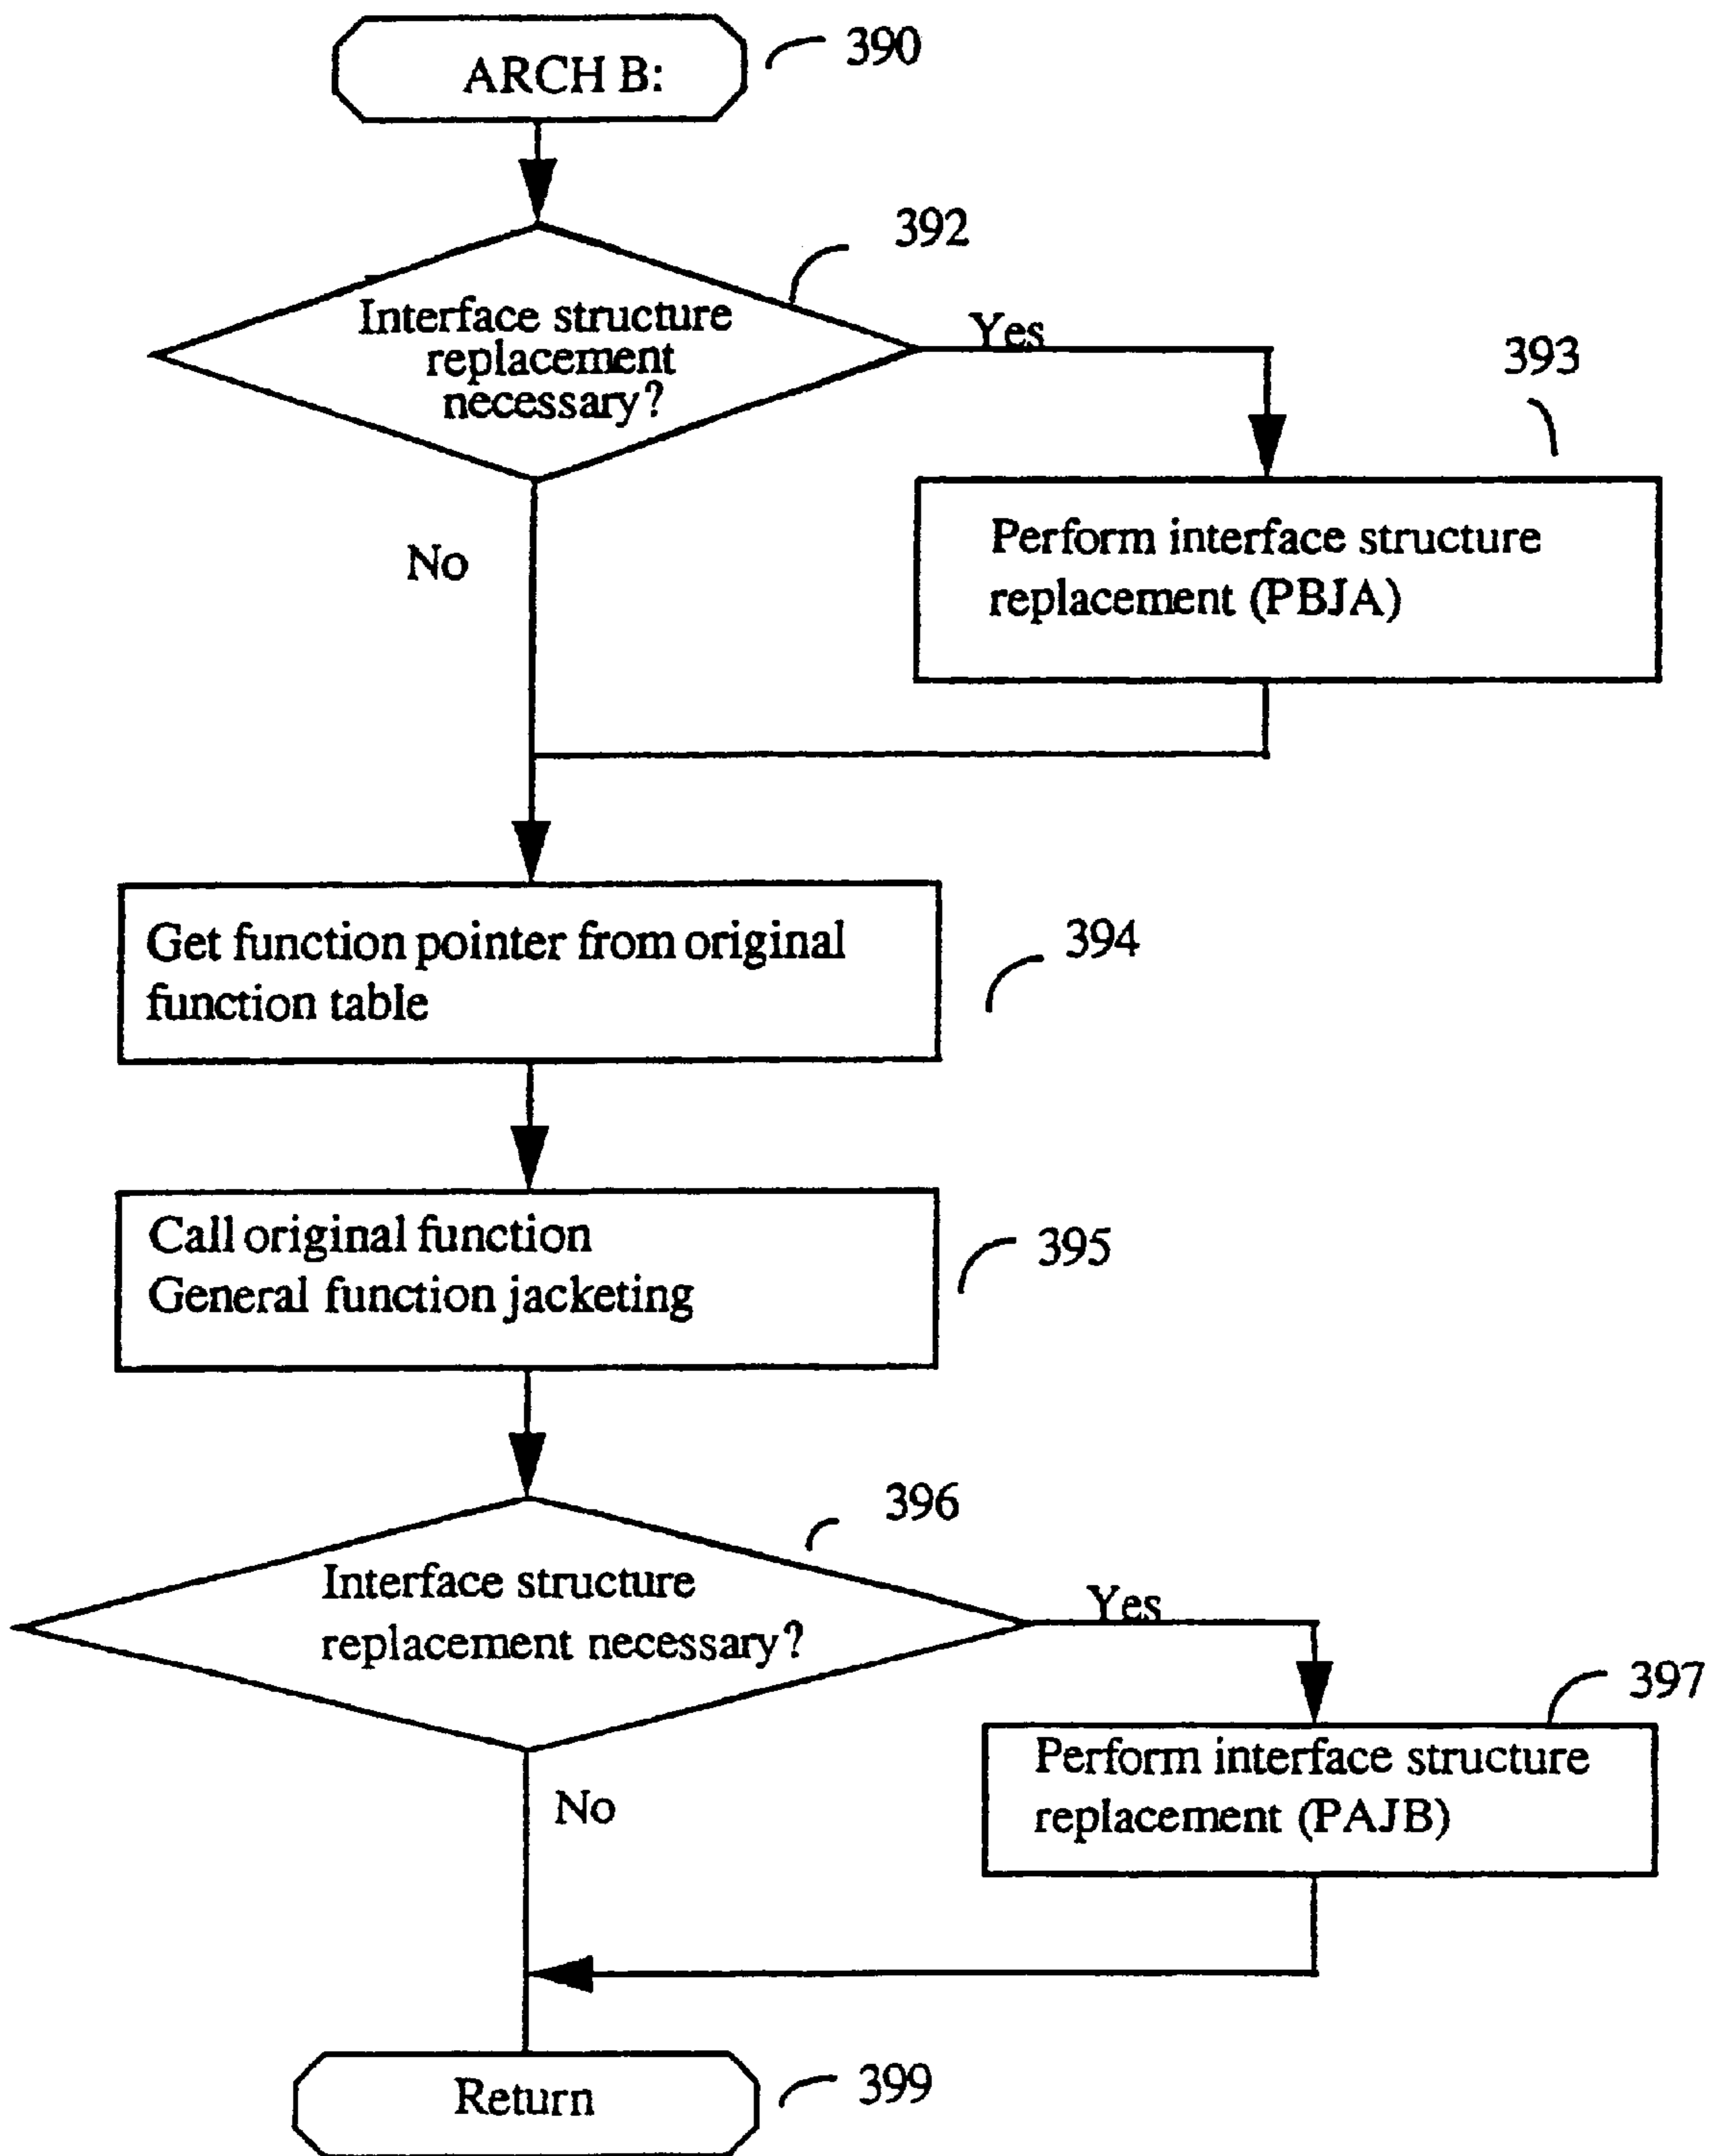 ARCH B:
390
392
Interface structure
replacement
necessary?
Yes
393
Perform interface structure
replacement (PBJA)
No
Get function pointer from original
function table
394
Call original function
General function jacketing
395
396
Interface structure
replacement necessary?
Yes
397
Perform interface structure
replacement (PAJB)
No
Return
399